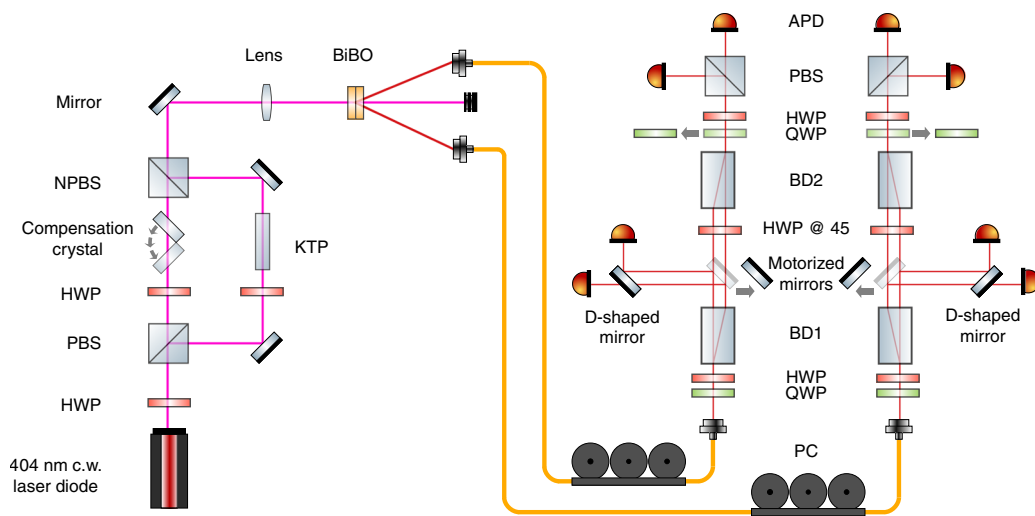 Lens
BiBO
Mirror
NPBS
Compensation
crystal
KTP
HWP
PBS
HWP
404 nm c.w.
laser diode
APD
PBS
HWP
QWP
BD2
HWP @ 45
Motorized
mirrors
D-shaped
mirror
D-shaped
mirror
BD1
HWP
QWP
PC